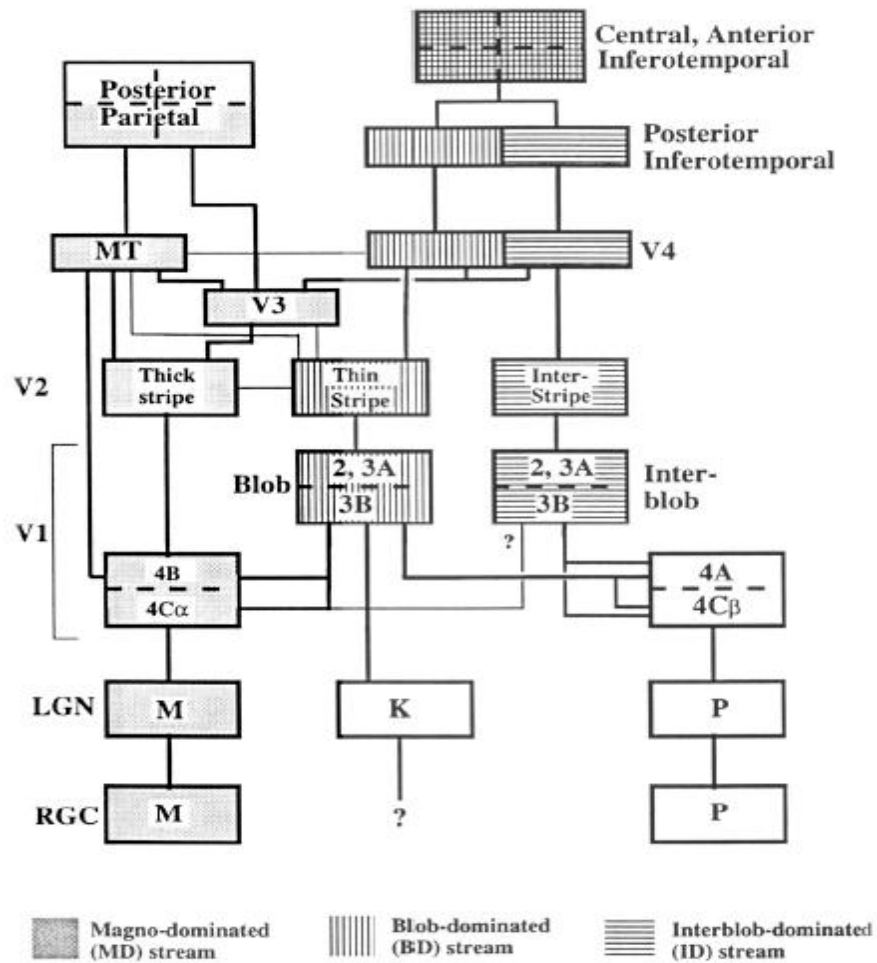 Central, Anterior
Inferotemporal
Posterior
Parietal
Posterior
Inferotemporal
MT
V4
V3
V2
Thick
stripe
Thin
Stripe
Inter-
Stripe
Blob
2, 3A
3B
2, 3A
3B
Inter-
blob
V1
?
4B
4Cα
4A
4Cβ
LGN
M
K
P
RGC
M
?
P
Magno-dominated
(MD) stream
Blob-dominated
(BD) stream
Interblob-dominated
(ID) stream